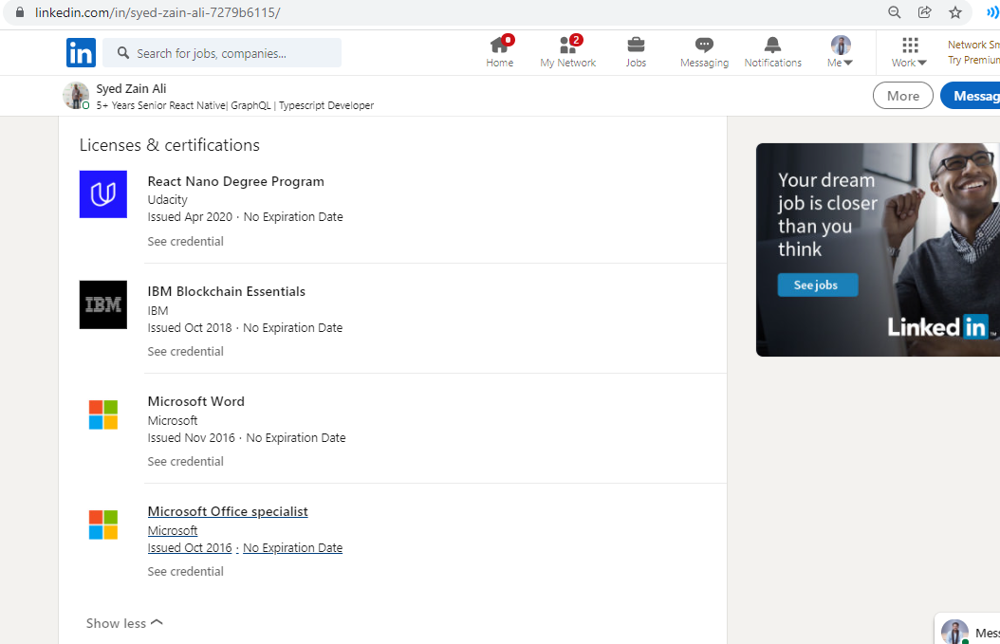 linkedin.com/in/syed-zain-ali-7279b6115/
in
Search for jobs, companies...
Home
2
My Network
Jobs
Messaging
Notifications
Me
Work
Network Sm
Try Premium
Syed Zain Ali
5+ Years Senior React Native| GraphQL | Typescript Developer
More
Messag
Licenses & certifications
React Nano Degree Program
Udacity
Issued Apr 2020 · No Expiration Date
See credential
IBM
IBM Blockchain Essentials
IBM
Issued Oct 2018 · No Expiration Date
See credential
Microsoft Word
Microsoft
Issued Nov 2016 · No Expiration Date
See credential
Microsoft Office specialist
Microsoft
Issued Oct 2016 · No Expiration Date
See credential
Show less
Your dream
job is closer
than you
think
See jobs
Linked in
Mess